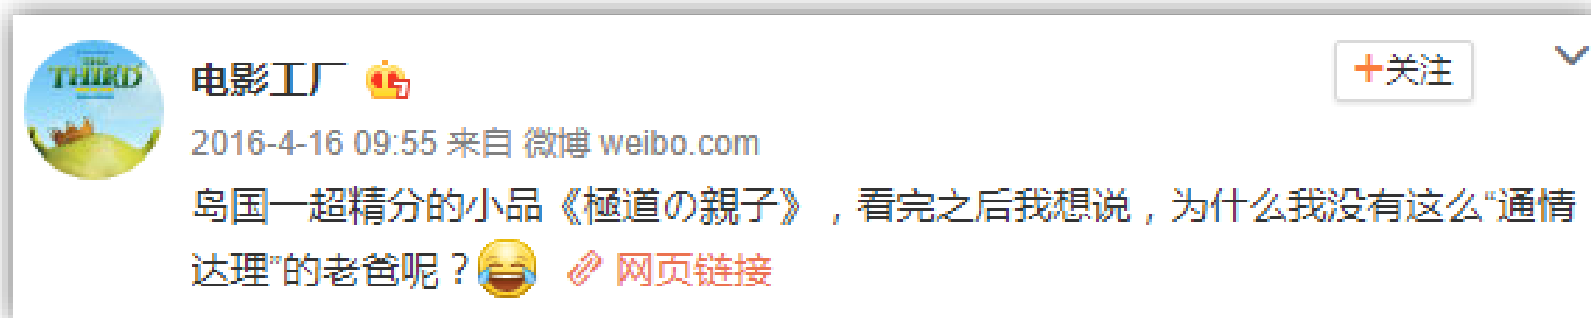 THE
THIRD
电影工厂
+关注
2016-4-16 09:55 来自 微博 weibo.com
岛国一超精分的小品《極道の親子》，看完之后我想说，为什么我没有这么“通情
达理”的老爸呢？😂 网页链接